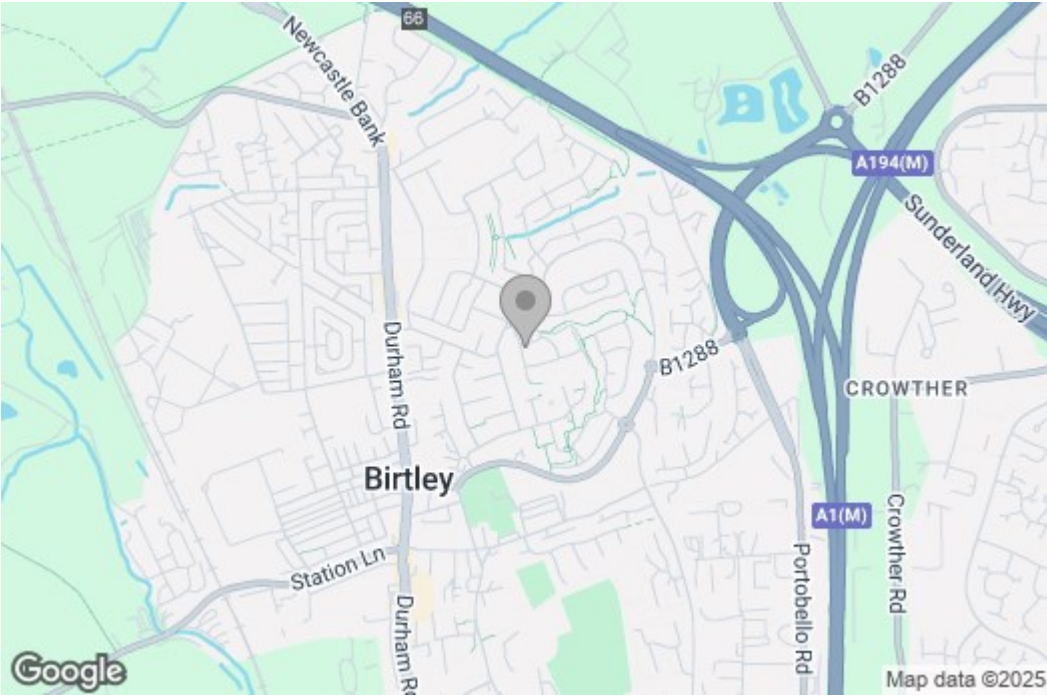 66
Newcastle Bank
B1288
A194(M)
Sunderland Hwy
Durham Rd
B1288
CROWTHER
Birtley
A1(M)
Crowther Rd
Station Ln
Portobello Rd
Durham Rd
Google
Map data ©2025